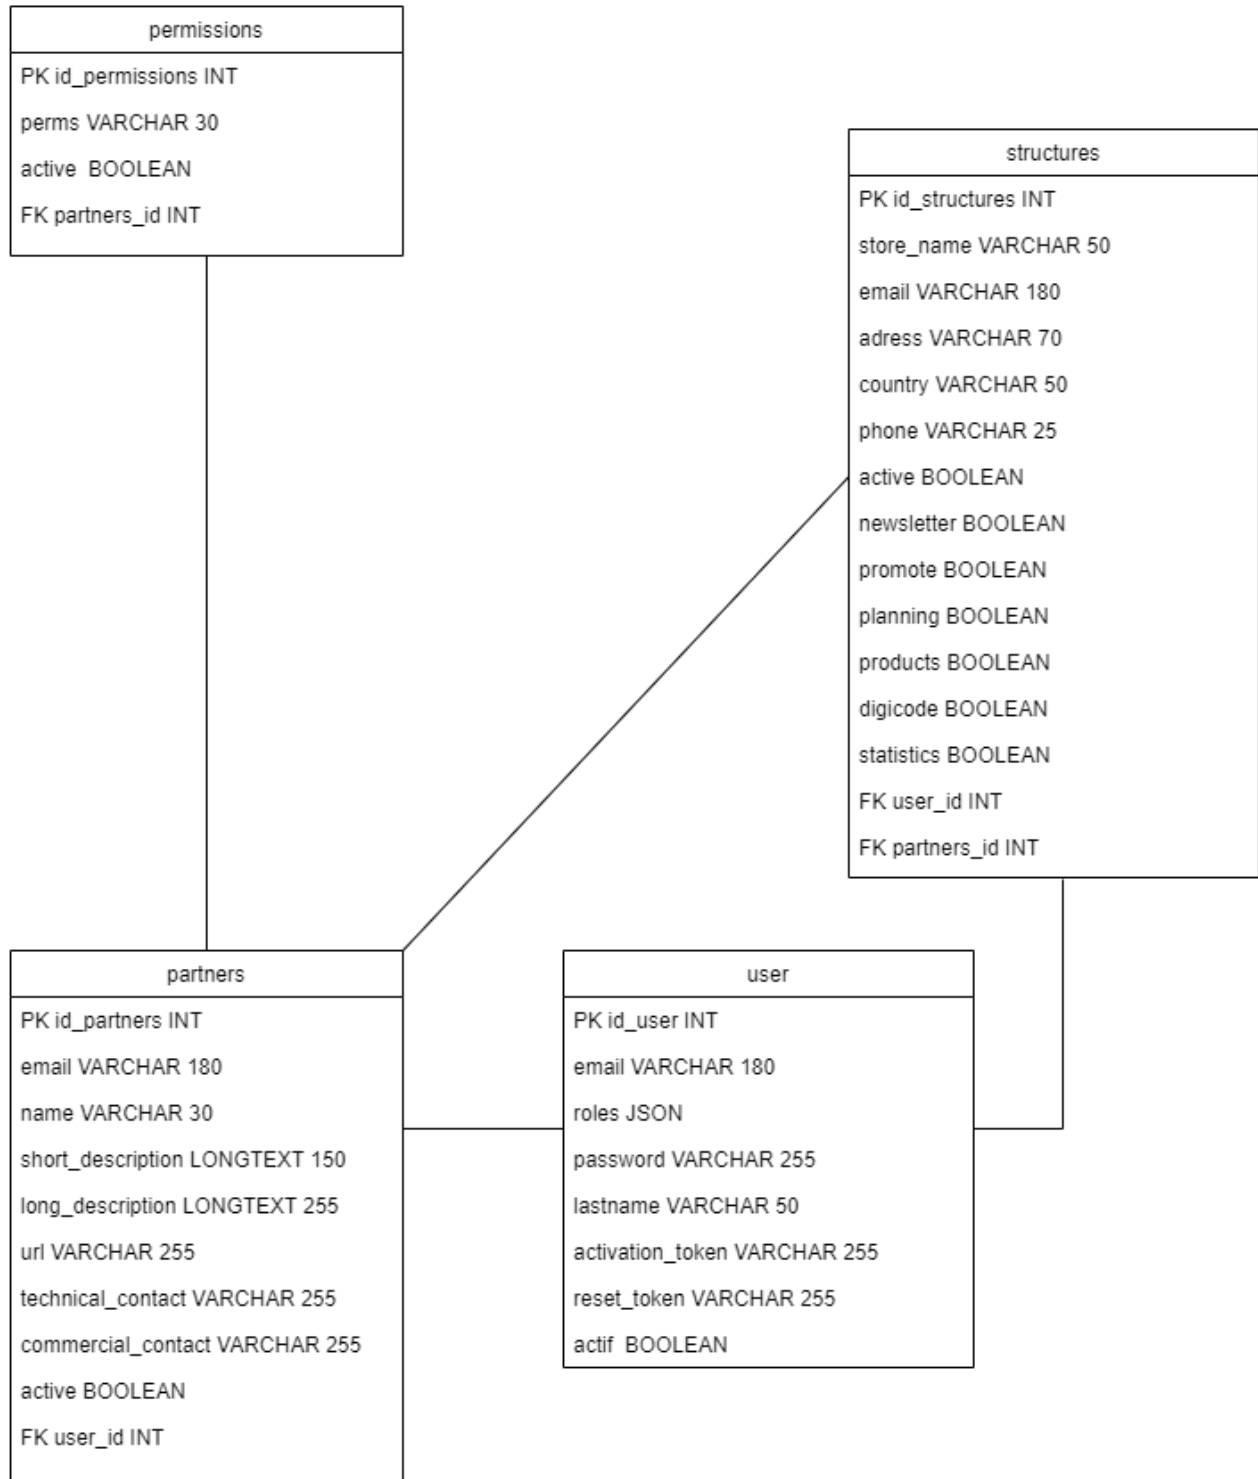 permissions
PK id_permissions INT
perms VARCHAR 30
active  BOOLEAN
FK partners_id INT
structures
PK id_structures INT
store_name VARCHAR 50
email VARCHAR 180
adress VARCHAR 70
country VARCHAR 50
phone VARCHAR 25
active BOOLEAN
newsletter BOOLEAN
promote BOOLEAN
planning BOOLEAN
products BOOLEAN
digicode BOOLEAN
statistics BOOLEAN
FK user_id INT
FK partners_id INT
partners
PK id_partners INT
email VARCHAR 180
name VARCHAR 30
short_description LONGTEXT 150
long_description LONGTEXT 255
url VARCHAR 255
technical_contact VARCHAR 255
commercial_contact VARCHAR 255
active BOOLEAN
FK user_id INT
user
PK id_user INT
email VARCHAR 180
roles JSON
password VARCHAR 255
lastname VARCHAR 50
activation_token VARCHAR 255
reset_token VARCHAR 255
actif  BOOLEAN